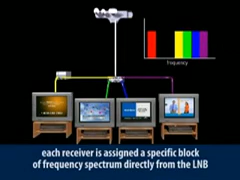 frequency
each receiver is assigned a specific block
of frequency spectrum directly from the LNB